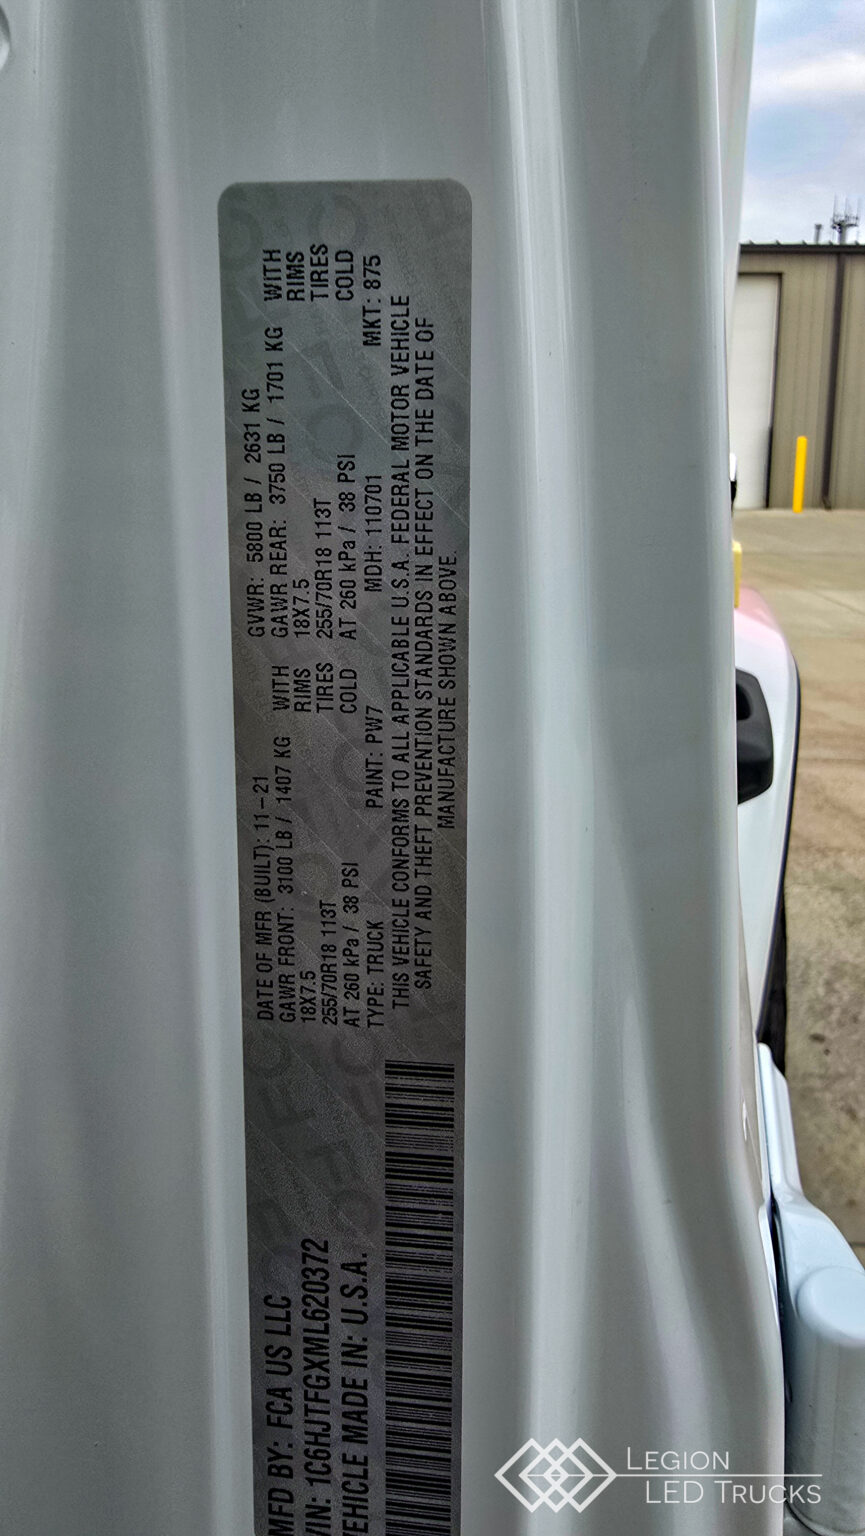 MFD BY: FCA US LLC
VIN: 1C6HJTFGXML620372
VEHICLE MADE IN: U.S.A.
DATE OF MFR (BUILT): 11-21 GVWR: 5800 LB / 2631 KG
GAWR FRONT: 3100 LB / 1407 KG WITH GAWR REAR: 3750 LB / 1701 KG WITH
18X7.5 RIMS 18X7.5 RIMS
255/70R18 113T TIRES 255/70R18 113T TIRES
AT 260 kPa / 38 PSI COLD AT 260 kPa / 38 PSI COLD
TYPE: TRUCK PAINT: PW7 MDH: 110701 MKT: 875
THIS VEHICLE CONFORMS TO ALL APPLICABLE U.S.A. FEDERAL MOTOR VEHICLE
SAFETY AND THEFT PREVENTION STANDARDS IN EFFECT ON THE DATE OF
MANUFACTURE SHOWN ABOVE.
LEGION
LED TRUCKS